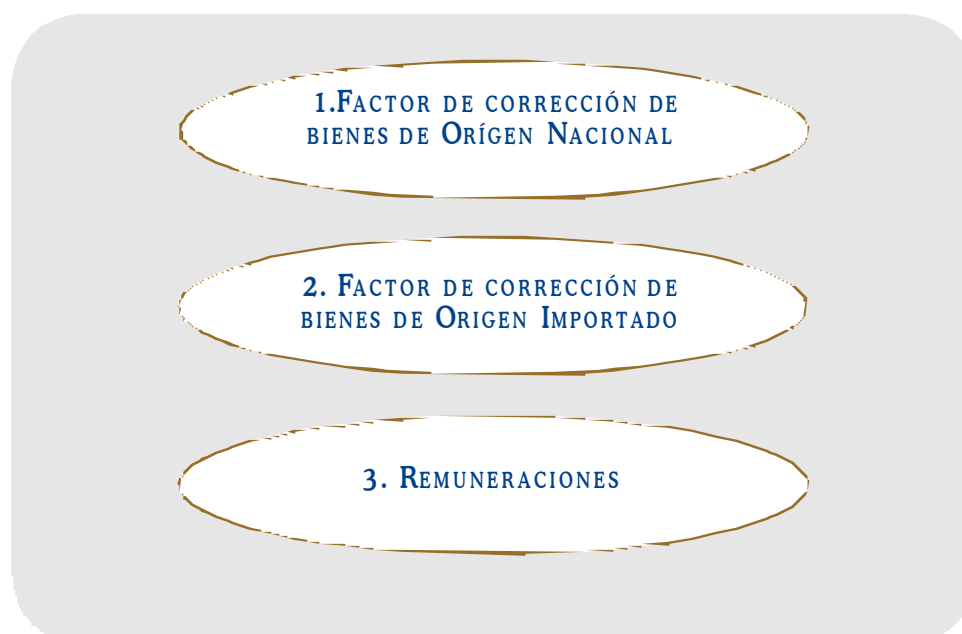 1.Factor de corrección de
bienes de Orígen Nacional
2. Factor de corrección de
bienes de Origen Importado
3. Remuneraciones